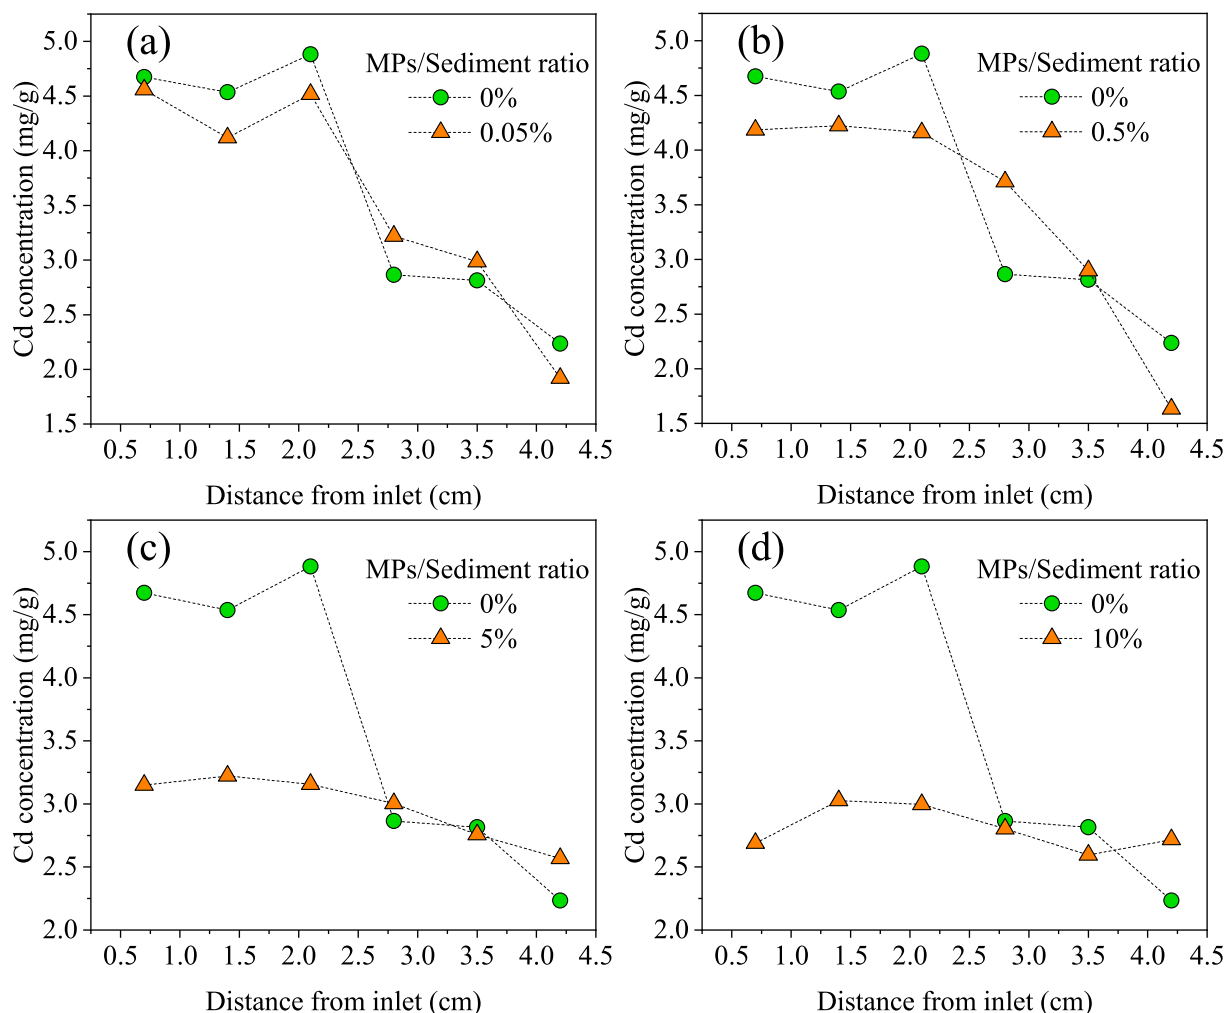 (a)
MPs/Sediment ratio
0%
0.05%
Cd concentration (mg/g)
5.0
4.5
4.0
3.5
3.0
2.5
2.0
1.5
0.5 1.0 1.5 2.0 2.5 3.0 3.5 4.0 4.5
Distance from inlet (cm)
(b)
MPs/Sediment ratio
0%
0.5%
Cd concentration (mg/g)
5.0
4.5
4.0
3.5
3.0
2.5
2.0
1.5
0.5 1.0 1.5 2.0 2.5 3.0 3.5 4.0 4.5
Distance from inlet (cm)
(c)
MPs/Sediment ratio
0%
5%
Cd concentration (mg/g)
5.0
4.5
4.0
3.5
3.0
2.5
2.0
0.5 1.0 1.5 2.0 2.5 3.0 3.5 4.0 4.5
Distance from inlet (cm)
(d)
MPs/Sediment ratio
0%
10%
Cd concentration (mg/g)
5.0
4.5
4.0
3.5
3.0
2.5
2.0
0.5 1.0 1.5 2.0 2.5 3.0 3.5 4.0 4.5
Distance from inlet (cm)